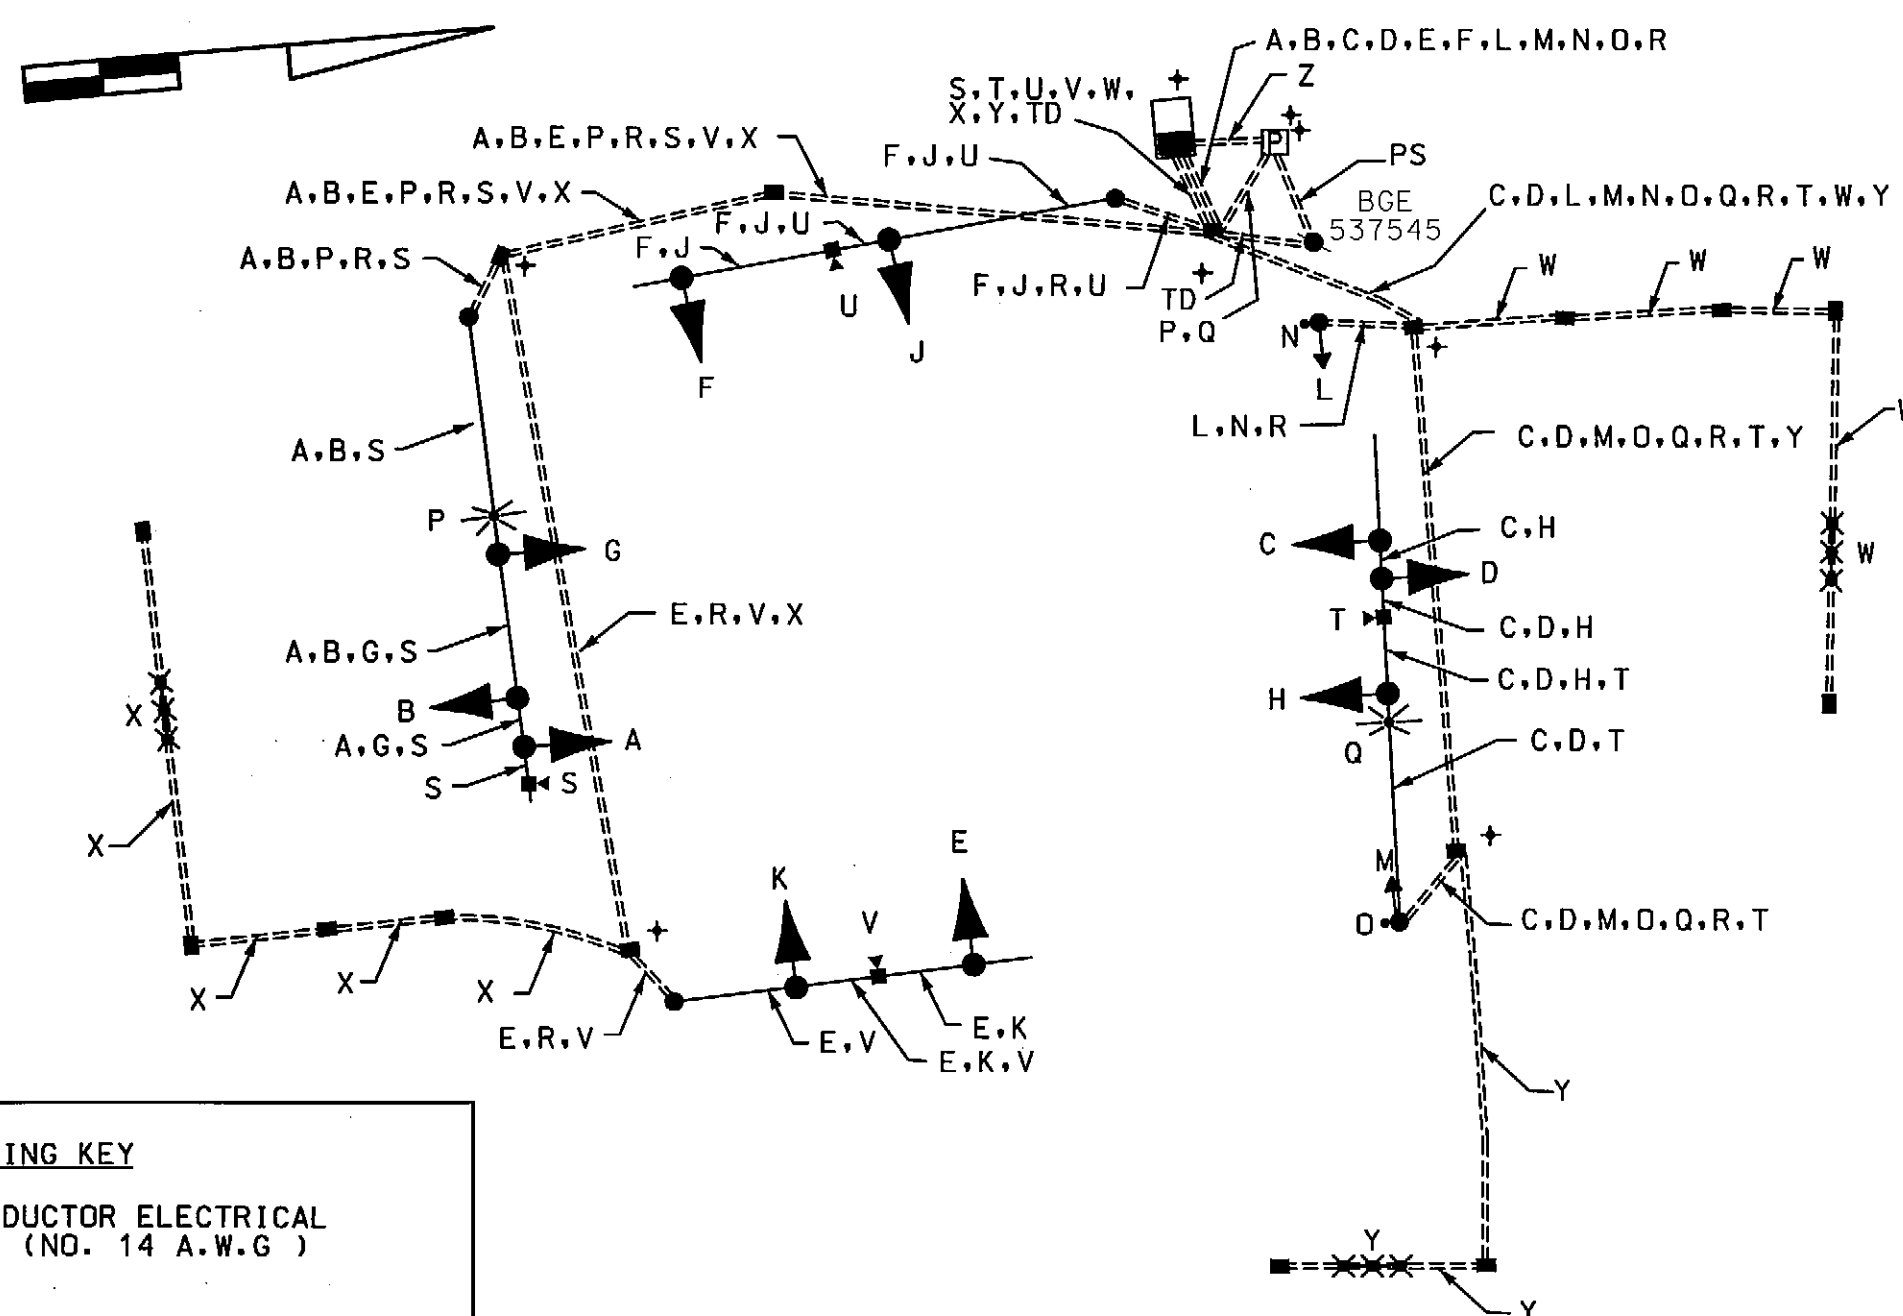 A,B,C,D,E,F,L,M,N,O,R
Z
S,T,U,V,W,
X,Y,TD
A,B,E,P,R,S,V,X
F,J,U
P
PS
A,B,E,P,R,S,V,X
BGE
537545
C,D,L,M,N,O,Q,R,T,W,Y
F,J,U
F,J
A,B,P,R,S
W
W
W
F,J,R,U
TD
P,Q
U
J
F
N
L
L,N,R
C,D,M,O,Q,R,T,Y
A,B,S
P
G
C,H
C
D
W
T
C,D,H
E,R,V,X
A,B,G,S
C,D,H,T
H
B
X
A
A,G,S
Q
C,D,T
S
S
X
E
K
M
V
O
C,D,M,O,Q,R,T
X
X
X
E,R,V
E,V
E,K
E,K,V
Y
ING KEY
DUCTOR ELECTRICAL
(NO. 14 A.W.G )
Y
Y